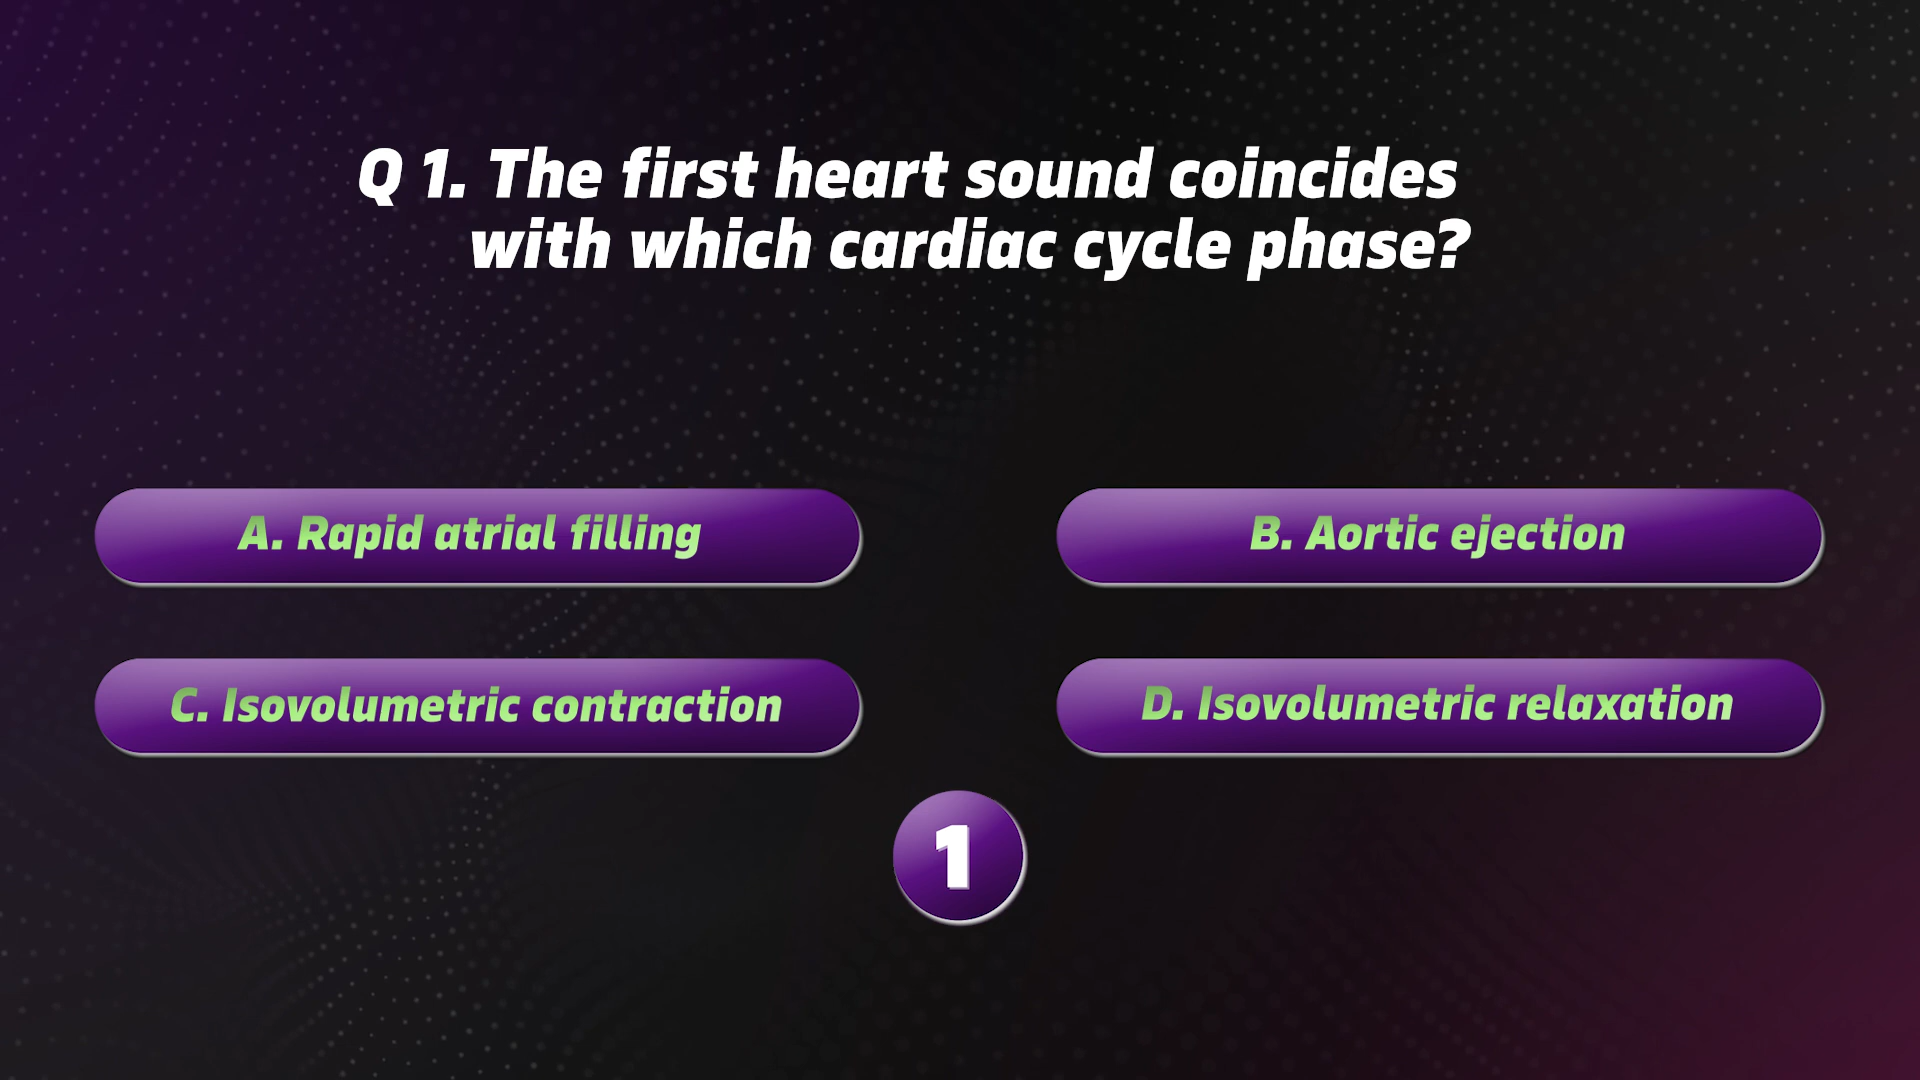 Q 1. The first heart sound coincides
with which cardiac cycle phase?
A. Rapid atrial filling
B. Aortic ejection
C. Isovolumetric contraction
D. Isovolumetric relaxation
1